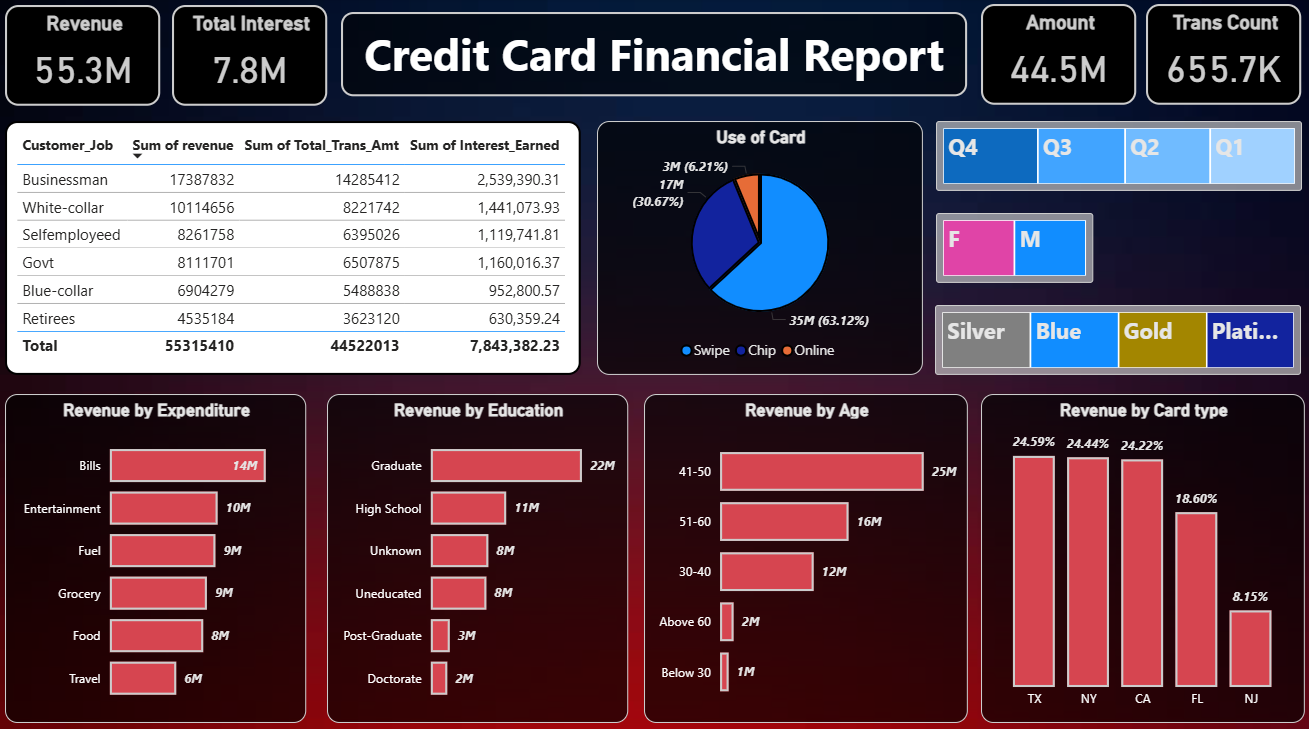 Revenue
55.3M
Total Interest
7.8M
Credit Card Financial Report
Amount
44.5M
Trans Count
655.7K
Customer_Job Sum of revenue Sum of Total_Trans_Amt Sum of Interest_Earned
Businessman 17387832 14285412 2,539,390.31
White-collar 10114656 8221742 1,441,073.93
Selfemployeed 8261758 6395026 1,119,741.81
Govt 8111701 6507875 1,160,016.37
Blue-collar 6904279 5488838 952,800.57
Retirees 4535184 3623120 630,359.24
Total 55315410 44522013 7,843,382.23
Use of Card
3M (6.21%)
17M
(30.67%)
35M (63.12%)
Swipe Chip Online
Q4 Q3 Q2 Q1
F M
Silver Blue Gold Plati...
Revenue by Expenditure
Bills 14M
Entertainment 10M
Fuel 9M
Grocery 9M
Food 8M
Travel 6M
Revenue by Education
Graduate 22M
High School 11M
Unknown 8M
Uneducated 8M
Post-Graduate 3M
Doctorate 2M
Revenue by Age
41-50 25M
51-60 16M
30-40 12M
Above 60 2M
Below 30 1M
Revenue by Card type
24.59% 24.44% 24.22% 18.60% 8.15%
TX NY CA FL NJ